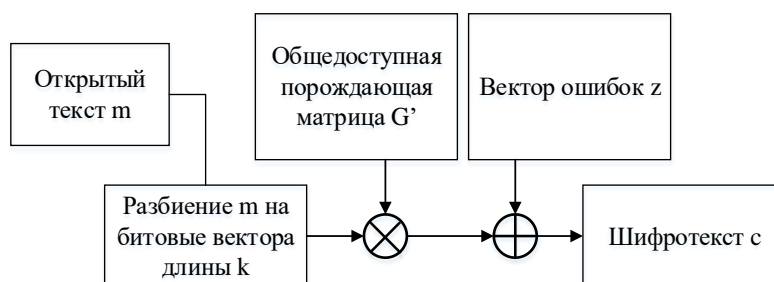 Открытый
текст m
Общедоступная
порождающая
матрица G’
Вектор ошибок z
Разбиение m на
битовые вектора
длины k
Шифротекст c